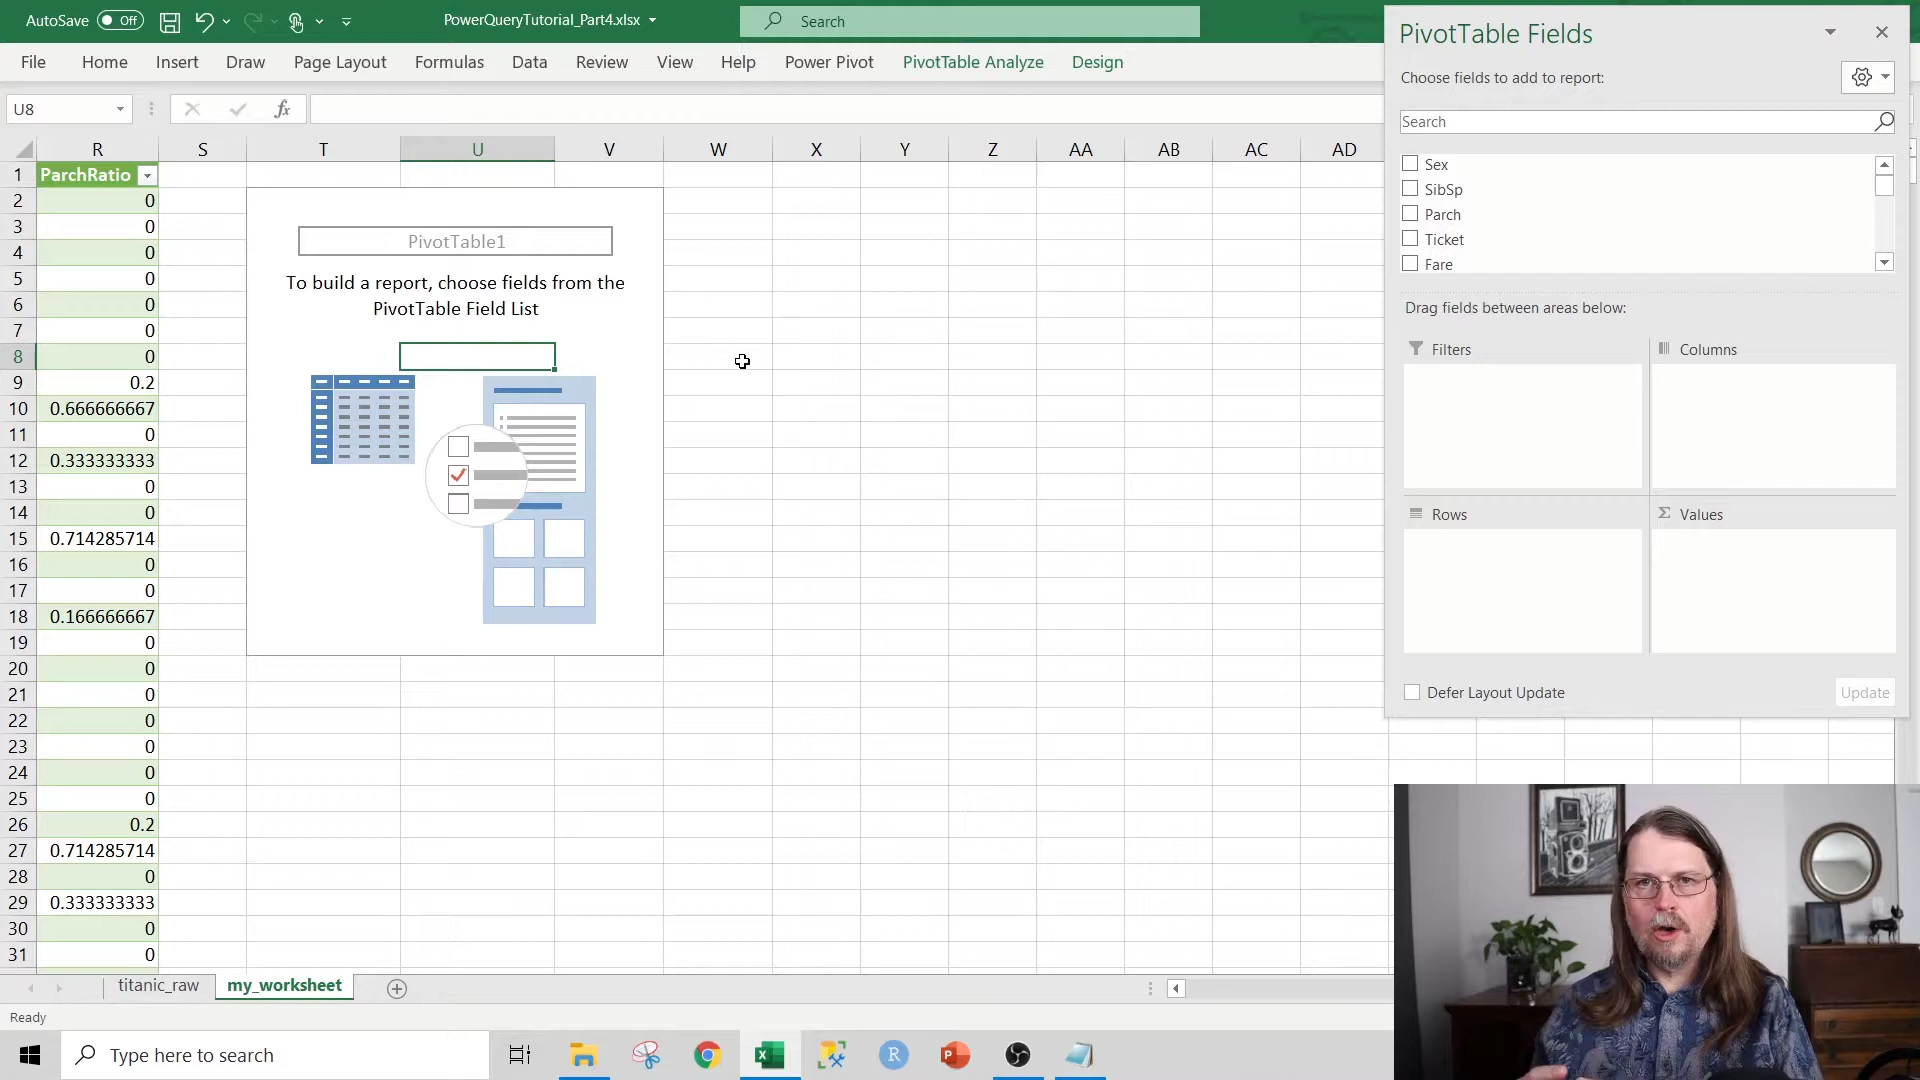 AutoSave Off
PowerQueryTutorial_Part4.xlsx
Search
File Home Insert Draw Page Layout Formulas Data Review View Help Power Pivot PivotTable Analyze Design
U8 fx
R S T U V W X Y Z AA AB AC AD
1 ParchRatio
2 0
3 0
4 0
5 0
6 0
7 0
8 0
9 0.2
10 0.666666667
11 0
12 0.333333333
13 0
14 0
15 0.714285714
16 0
17 0
18 0.166666667
19 0
20 0
21 0
22 0
23 0
24 0
25 0
26 0.2
27 0.714285714
28 0
29 0.333333333
30 0
31 0
PivotTable1
To build a report, choose fields from the
PivotTable Field List
PivotTable Fields
Choose fields to add to report:
Search
Sex
SibSp
Parch
Ticket
Fare
Drag fields between areas below:
Filters Columns
Rows Σ Values
Defer Layout Update Update
titanic_raw my_worksheet
Ready
Type here to search
R
P